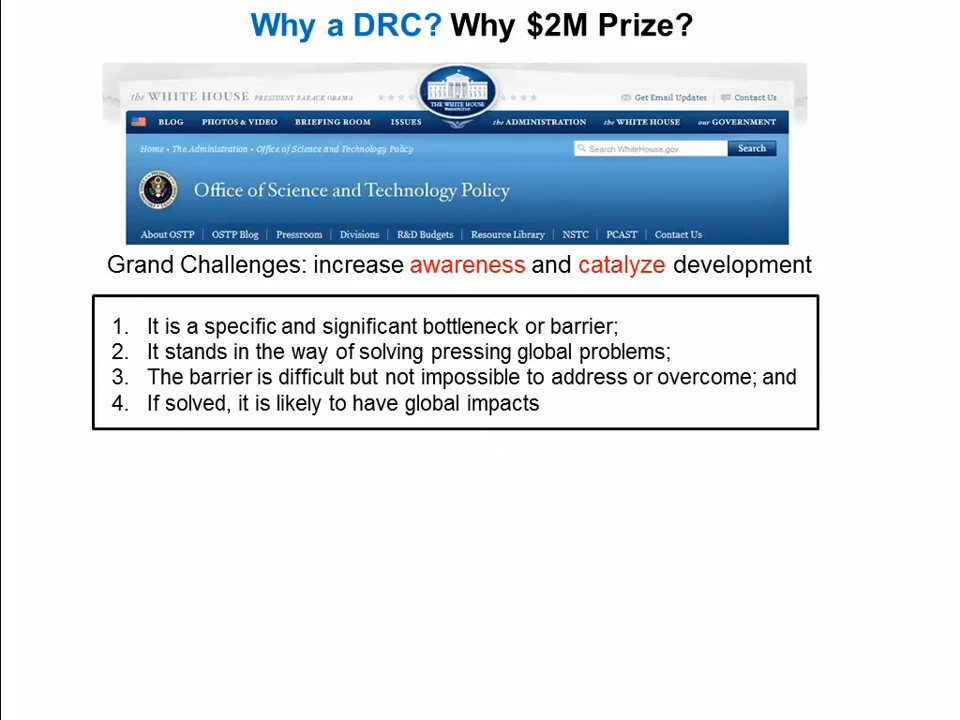 Why a DRC? Why $2M Prize?
the WHITE HOUSE PRESIDENT BARACK OBAMA
THE WHITE HOUSE
WASHINGTON
Get Email Updates Contact Us
BLOG PHOTOS & VIDEO BRIEFING ROOM ISSUES the ADMINISTRATION the WHITE HOUSE our GOVERNMENT
Home • The Administration • Office of Science and Technology Policy
Search WhiteHouse.gov Search
Office of Science and Technology Policy
About OSTP | OSTP Blog | Pressroom | Divisions | R&D Budgets | Resource Library | NSTC | PCAST | Contact Us
Grand Challenges: increase awareness and catalyze development
1. It is a specific and significant bottleneck or barrier;
2. It stands in the way of solving pressing global problems;
3. The barrier is difficult but not impossible to address or overcome; and
4. If solved, it is likely to have global impacts